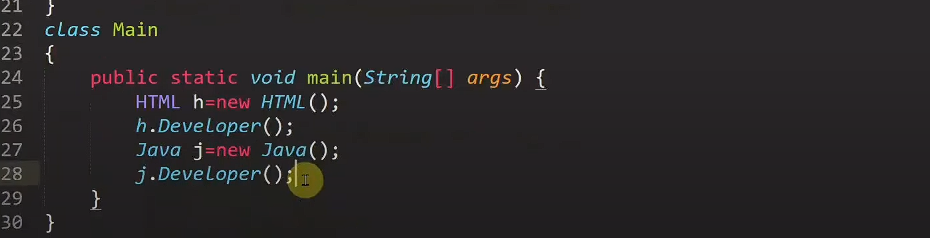 21 }
22 class Main
23 {
24 public static void main(String[] args) {
25 HTML h=new HTML();
26 h.Developer();
27 Java j=new Java();
28 j.Developer();
29 }
30 }